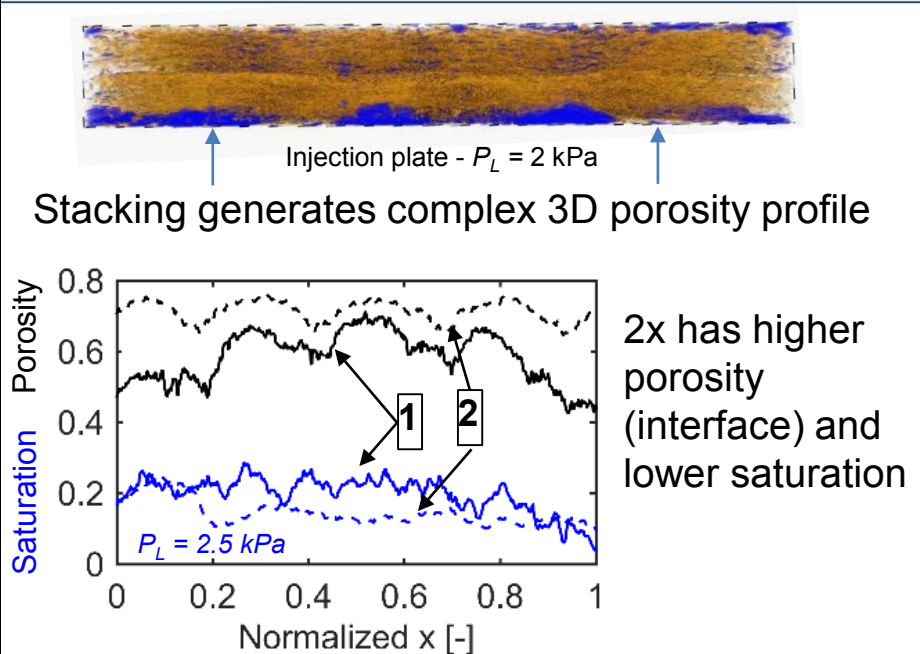 Injection plate - P_L = 2 kPa
Stacking generates complex 3D porosity profile
Saturation Porosity
0.8
0.6
0.4
0.2
0
1
2
P_L = 2.5 kPa
0 0.2 0.4 0.6 0.8 1
Normalized x [-]
2x has higher
porosity
(interface) and
lower saturation